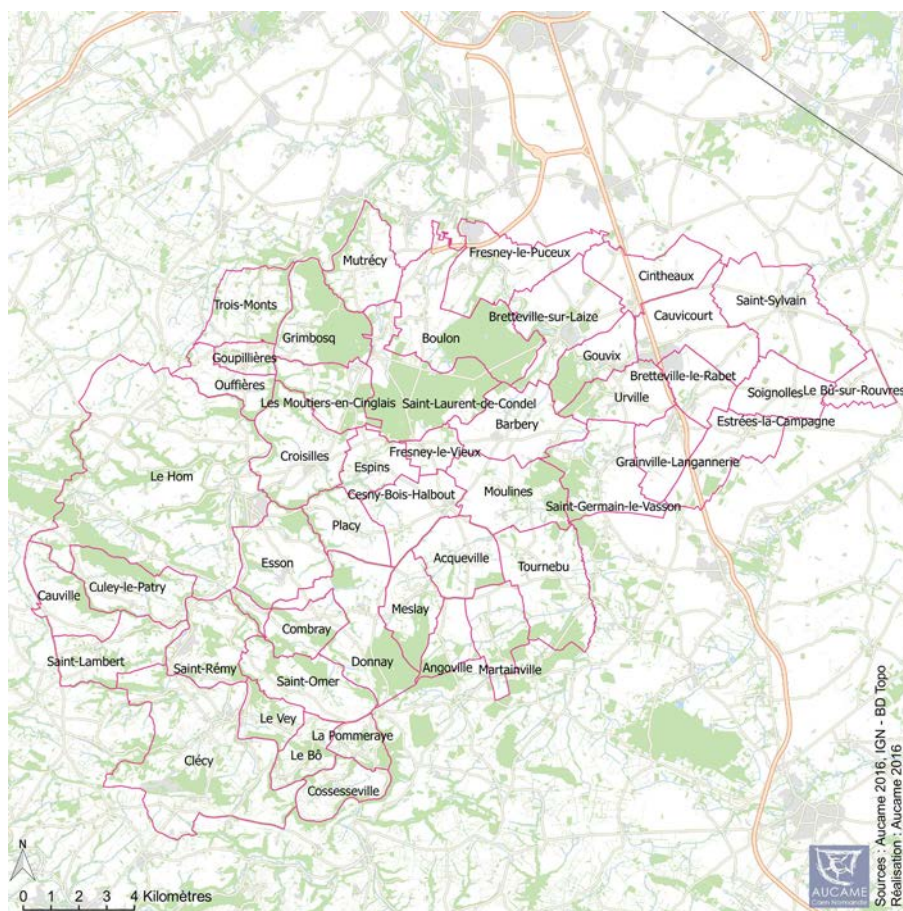 Mutrécy
Fresney-le-Puceux
Cintheaux
Saint-Sylvain
Trois-Monts
Bretteville-sur-Laize
Cauvicourt
Grimbosq
Boulon
Gouvix
Goupillières
Bretteville-le-Rabet
Ouffières
Soignolles
Le Bû-sur-Rouvres
Urville
Les Moutiers-en-Cinglais
Saint-Laurent-de-Condel
Estrées-la-Campagne
Barbery
Fresney-le-Vieux
Croisilles
Grainville-Langannerie
Espins
Le Hom
Moulines
Cesny-Bois-Halbout
Saint-Germain-le-Vasson
Placy
Acqueville
Esson
Tournebu
Culey-le-Patry
Cauville
Meslay
Combray
Saint-Lambert
Saint-Rémy
Donnay
Angoville
Martainville
Saint-Omer
Le Vey
La Pommeraye
Le Bô
Clécy
Cossesseville
N
0 1 2 3 4 Kilomètres
AUCAME
Caen Normandie
Sources : Aucame 2016, IGN - BD Topo
Réalisation : Aucame 2016